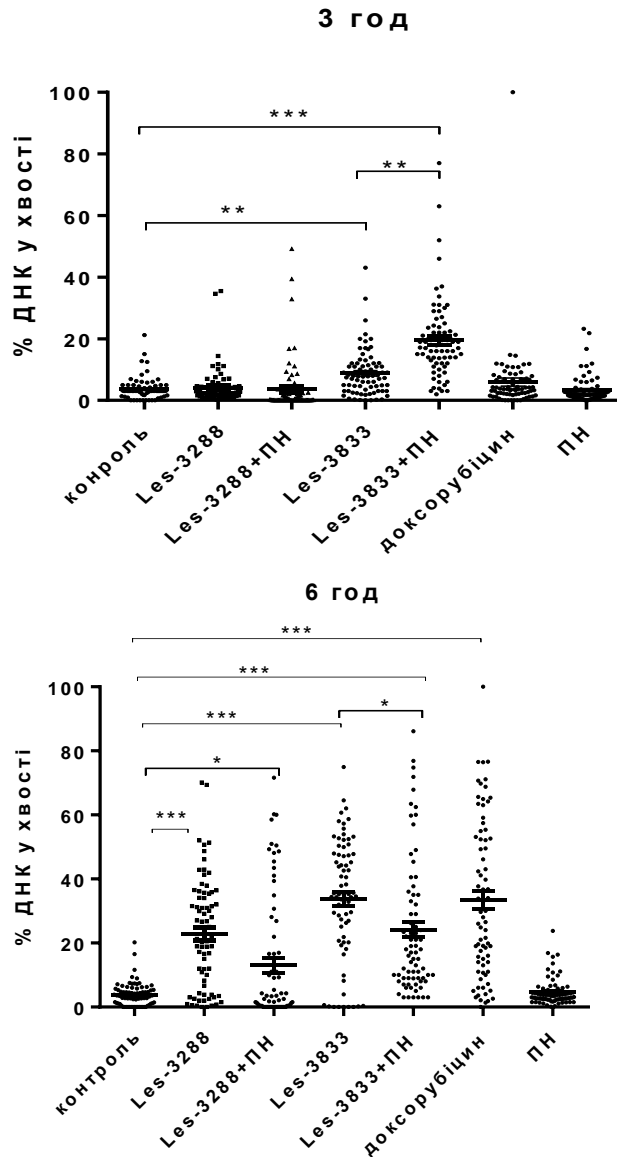 3 год
% ДНК у хвості
100
***
80
**
60
**
40
20
0
конроль
Les-3288
Les-3288+ПН
Les-3833
Les-3833+ПН
доксорубіцин
ПН
6 год
% ДНК у хвості
***
***
100
*
***
80
*
***
60
40
20
0
контроль
Les-3288
Les-3288+ПН
Les-3833
Les-3833+ПН
доксорубіцин
ПН